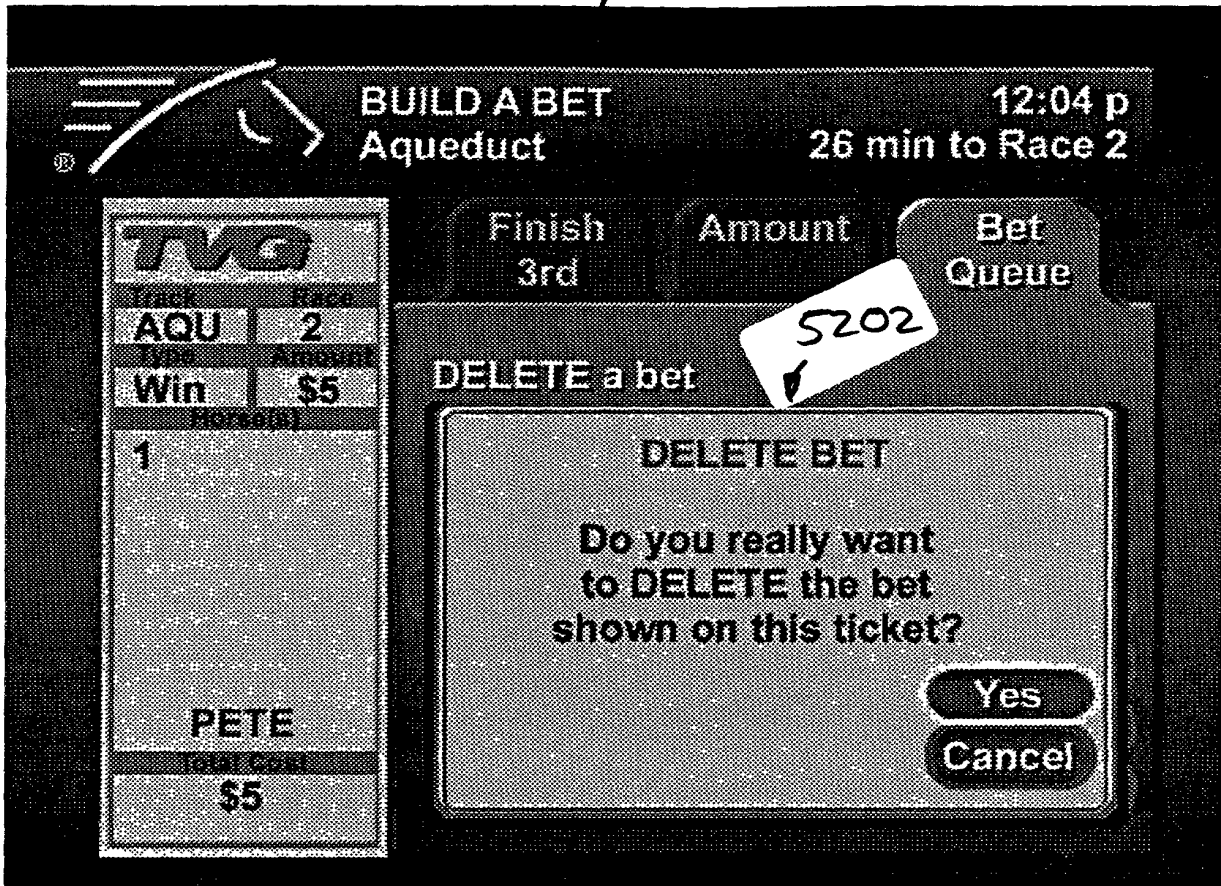 BUILD A BET
12:04 p
Aqueduct
26 min to Race 2
®
TVG
Track Race
AQU 2
Type Amount
Win $5
Horse(s)
1
PETE
Total Cost
$5
Finish
3rd
Amount
Bet
Queue
5202
DELETE a bet
DELETE BET
Do you really want
to DELETE the bet
shown on this ticket?
Yes
Cancel